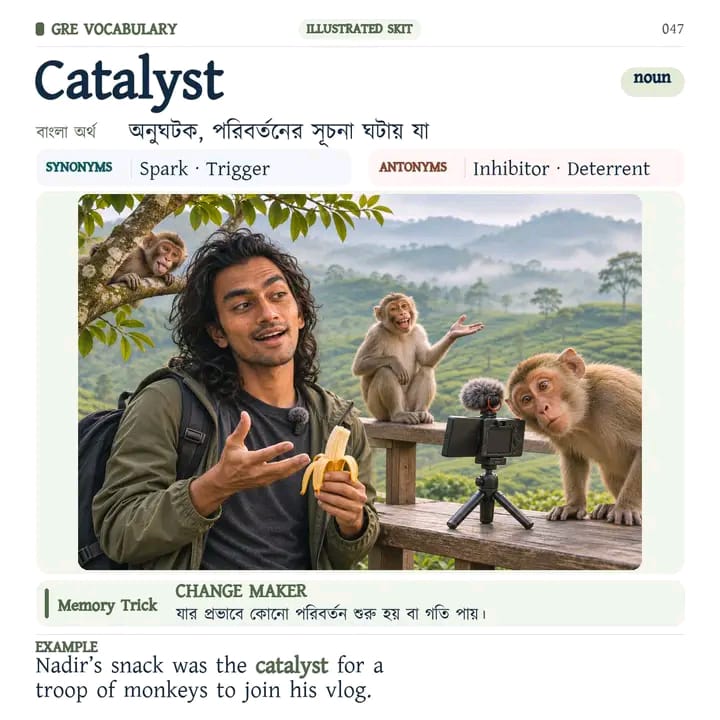 GRE VOCABULARY
ILLUSTRATED SKIT
047
Catalyst
noun
বাংলা অর্থ অনুঘটক, পরিবর্তনের সূচনা ঘটায় যা
SYNONYMS Spark · Trigger
ANTONYMS Inhibitor · Deterrent
Memory Trick
CHANGE MAKER
যার প্রভাবে কোনো পরিবর্তন শুরু হয় বা গতি পায়।
EXAMPLE
Nadir’s snack was the catalyst for a
troop of monkeys to join his vlog.